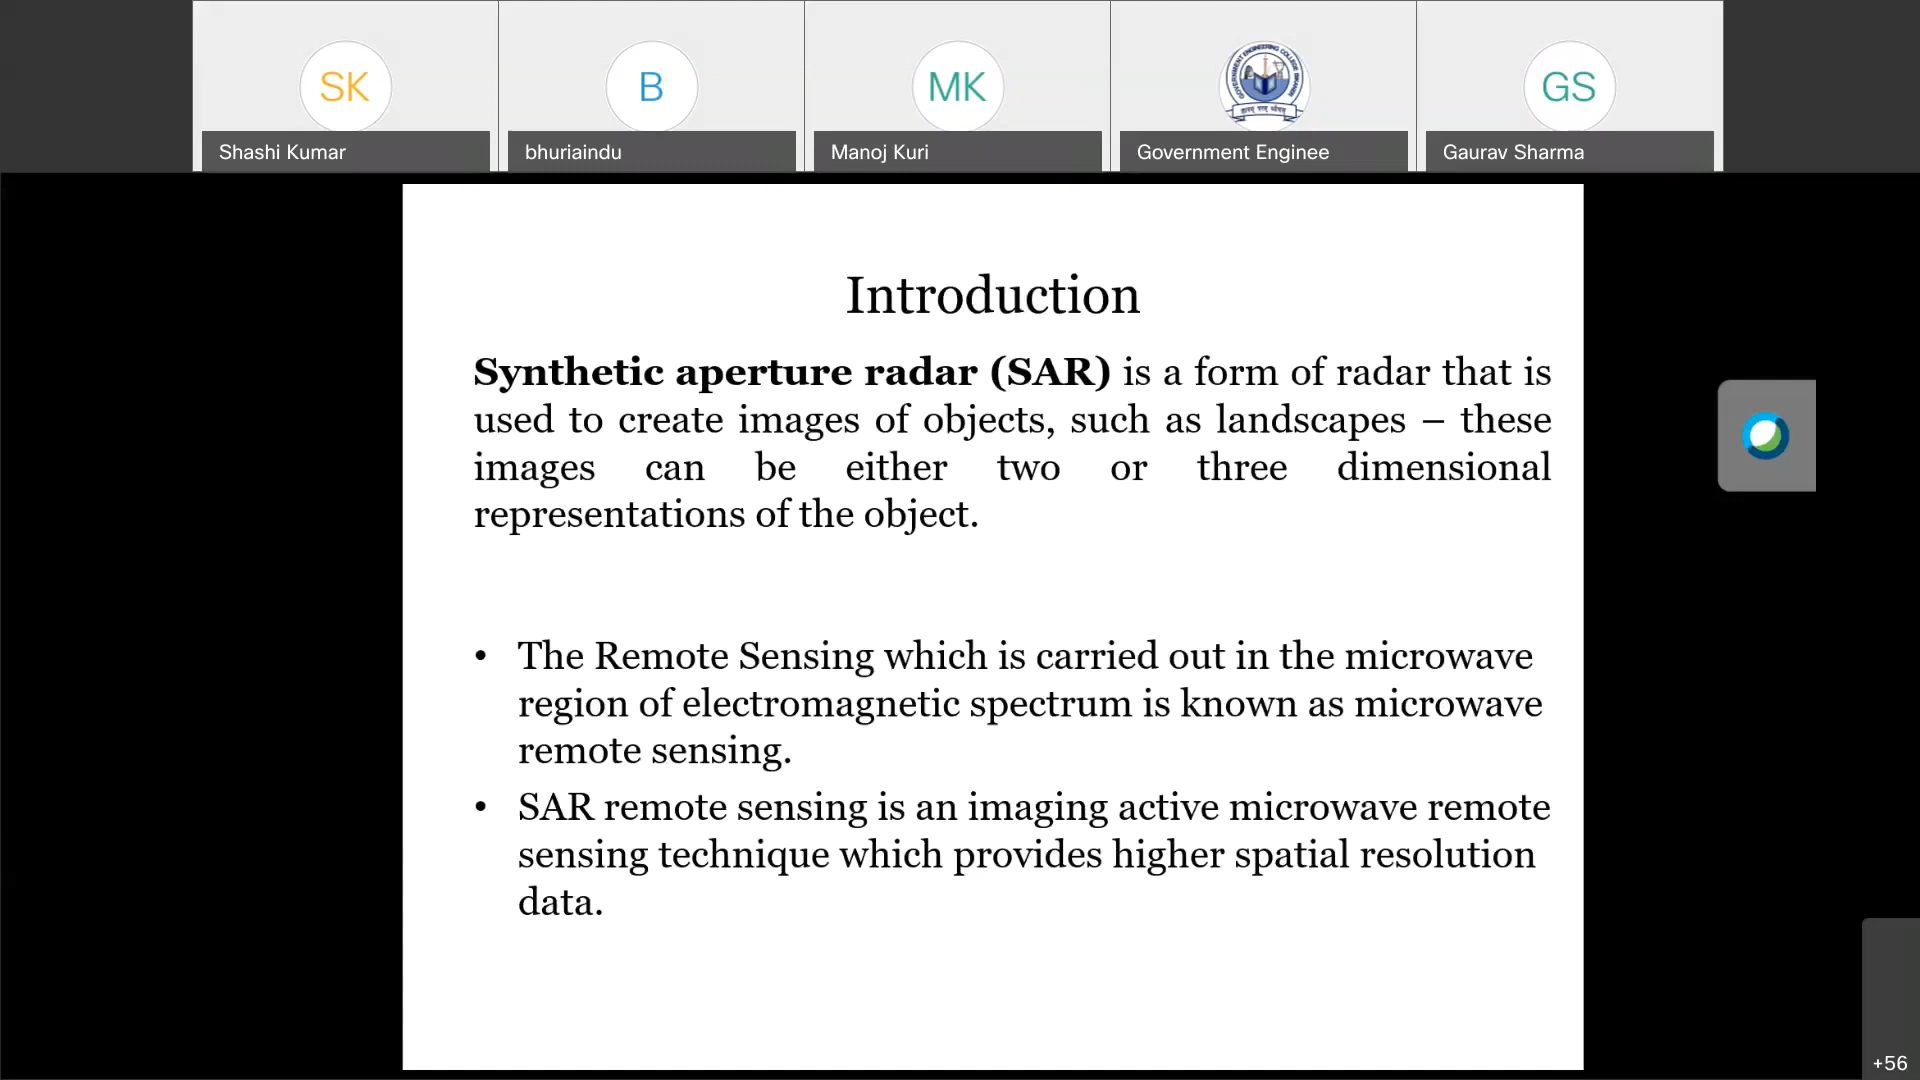 SK
B
MK
GOVERNMENT ENGINEERING COLLEGE BIKANER
GS
Shashi Kumar
bhuriaindu
Manoj Kuri
Government Enginee
Gaurav Sharma
Introduction
Synthetic aperture radar (SAR) is a form of radar that is
used to create images of objects, such as landscapes – these
images can be either two or three dimensional
representations of the object.
• The Remote Sensing which is carried out in the microwave
region of electromagnetic spectrum is known as microwave
remote sensing.
• SAR remote sensing is an imaging active microwave remote
sensing technique which provides higher spatial resolution
data.
+56